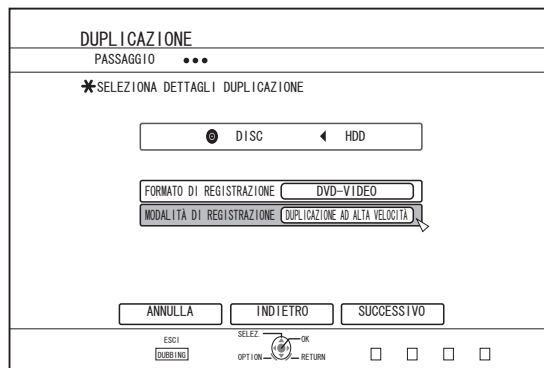 DUPLICAZIONE
PASSAGGIO
SELEZIONA DETTAGLI DUPLICAZIONE
DISC HDD
FORMATO DI REGISTRAZIONE DVD-VIDEO
MODALITÀ DI REGISTRAZIONE DUPLICAZIONE AD ALTA VELOCITÀ
ANNULLA INDIETRO SUCCESSIVO
ESCI SELEZ. OK
DUBBING OPTION RETURN